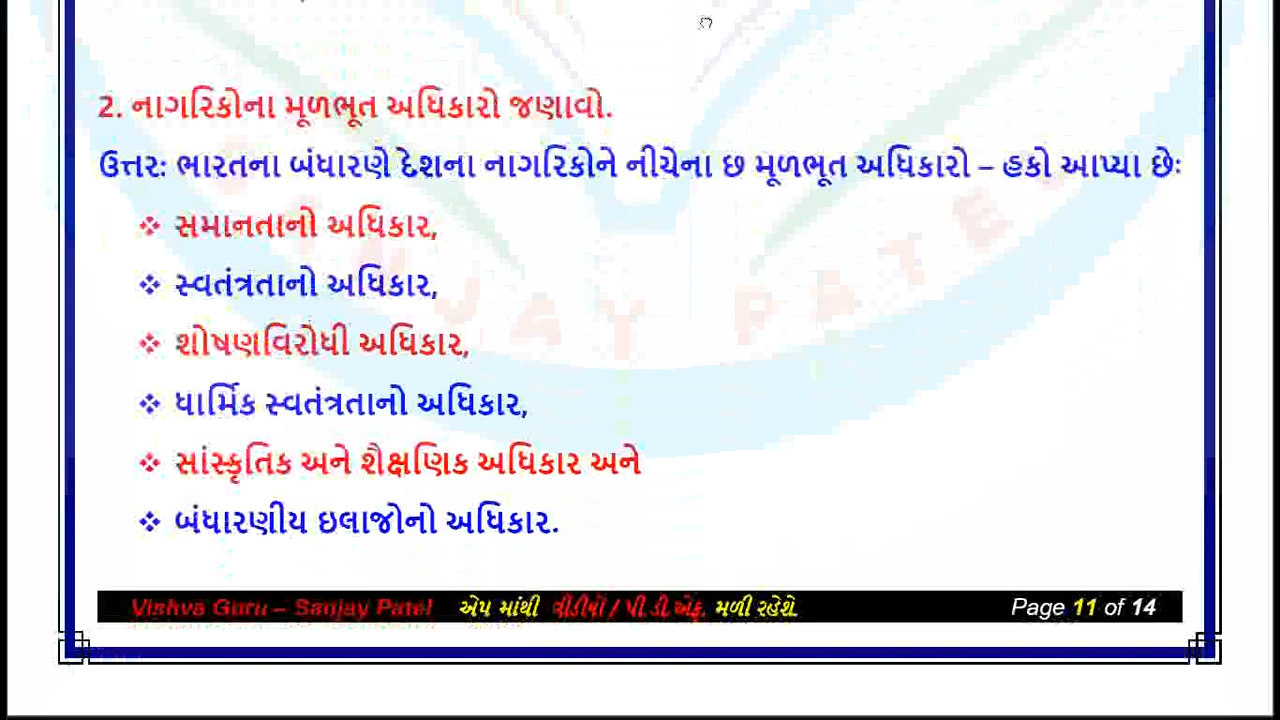 2. નાગરિકોના મૂળભૂત અધિકારો જણાવો.
ઉત્તર: ભારતના બંધારણે દેશના નાગરિકોને નીચેના છ મૂળભૂત અધિકારો – હકો આપ્યા છેઃ
❖ સમાનતાનો અધિકાર,
❖ સ્વતંત્રતાનો અધિકાર,
❖ શોષણવિરોધી અધિકાર,
❖ ધાર્મિક સ્વતંત્રતાનો અધિકાર,
❖ સાંસ્કૃતિક અને શૈક્ષણિક અધિકાર અને
❖ બંધારણીય ઇલાજોનો અધિકાર.
Vishva Guru – Sanjay Patel એપ માંથી વીડીયો / પી.ડી.એફ. મળી રહેશે. Page 11 of 14